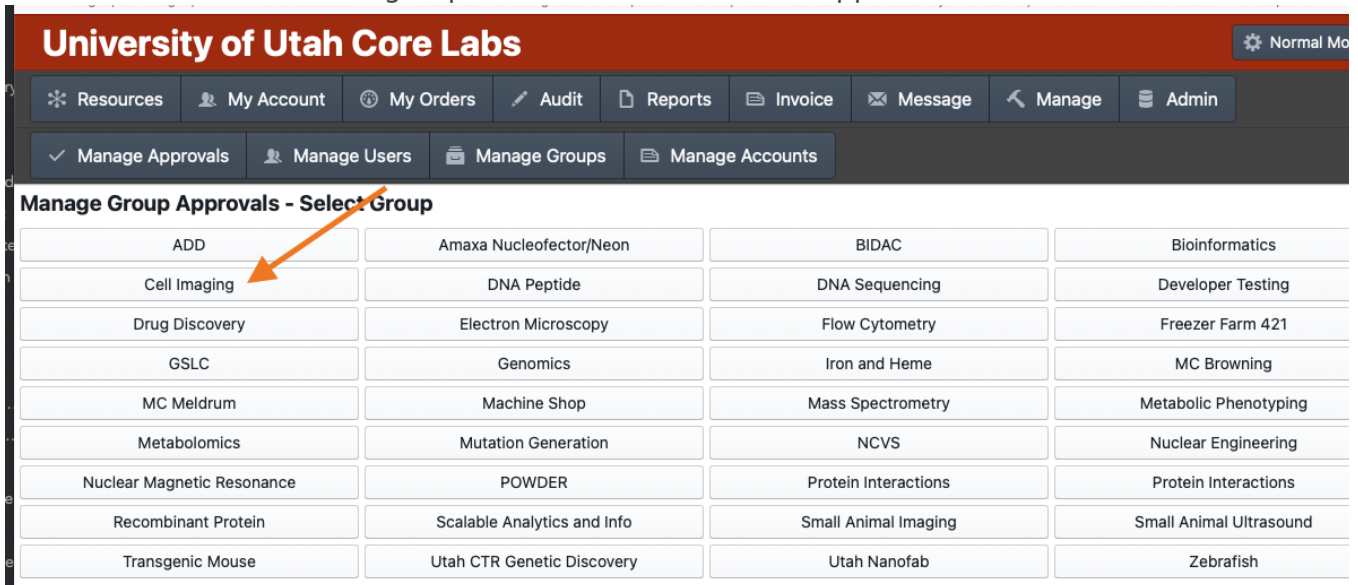 University of Utah Core Labs
Normal Mo
Resources My Account My Orders Audit Reports Invoice Message Manage Admin
Manage Approvals Manage Users Manage Groups Manage Accounts
Manage Group Approvals - Select Group
ADD Amaxa Nucleofector/Neon BIDAC Bioinformatics
Cell Imaging DNA Peptide DNA Sequencing Developer Testing
Drug Discovery Electron Microscopy Flow Cytometry Freezer Farm 421
GSLC Genomics Iron and Heme MC Browning
MC Meldrum Machine Shop Mass Spectrometry Metabolic Phenotyping
Metabolomics Mutation Generation NCVS Nuclear Engineering
Nuclear Magnetic Resonance POWDER Protein Interactions Protein Interactions
Recombinant Protein Scalable Analytics and Info Small Animal Imaging Small Animal Ultrasound
Transgenic Mouse Utah CTR Genetic Discovery Utah Nanofab Zebrafish